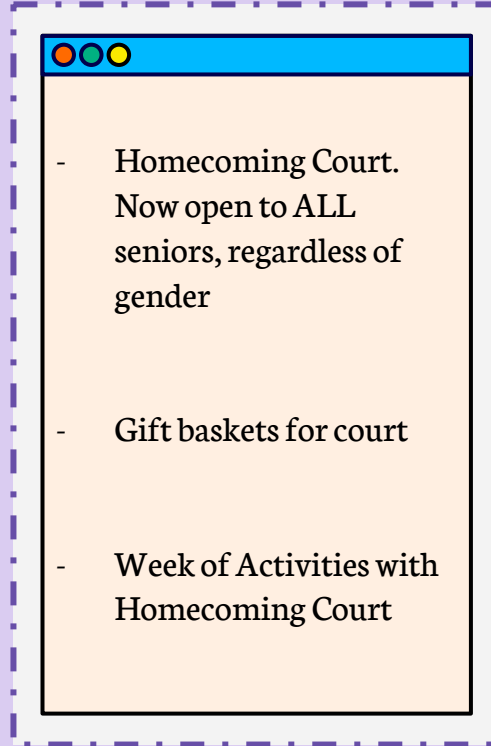 - Homecoming Court.
Now open to ALL
seniors, regardless of
gender
- Gift baskets for court
- Week of Activities with
Homecoming Court